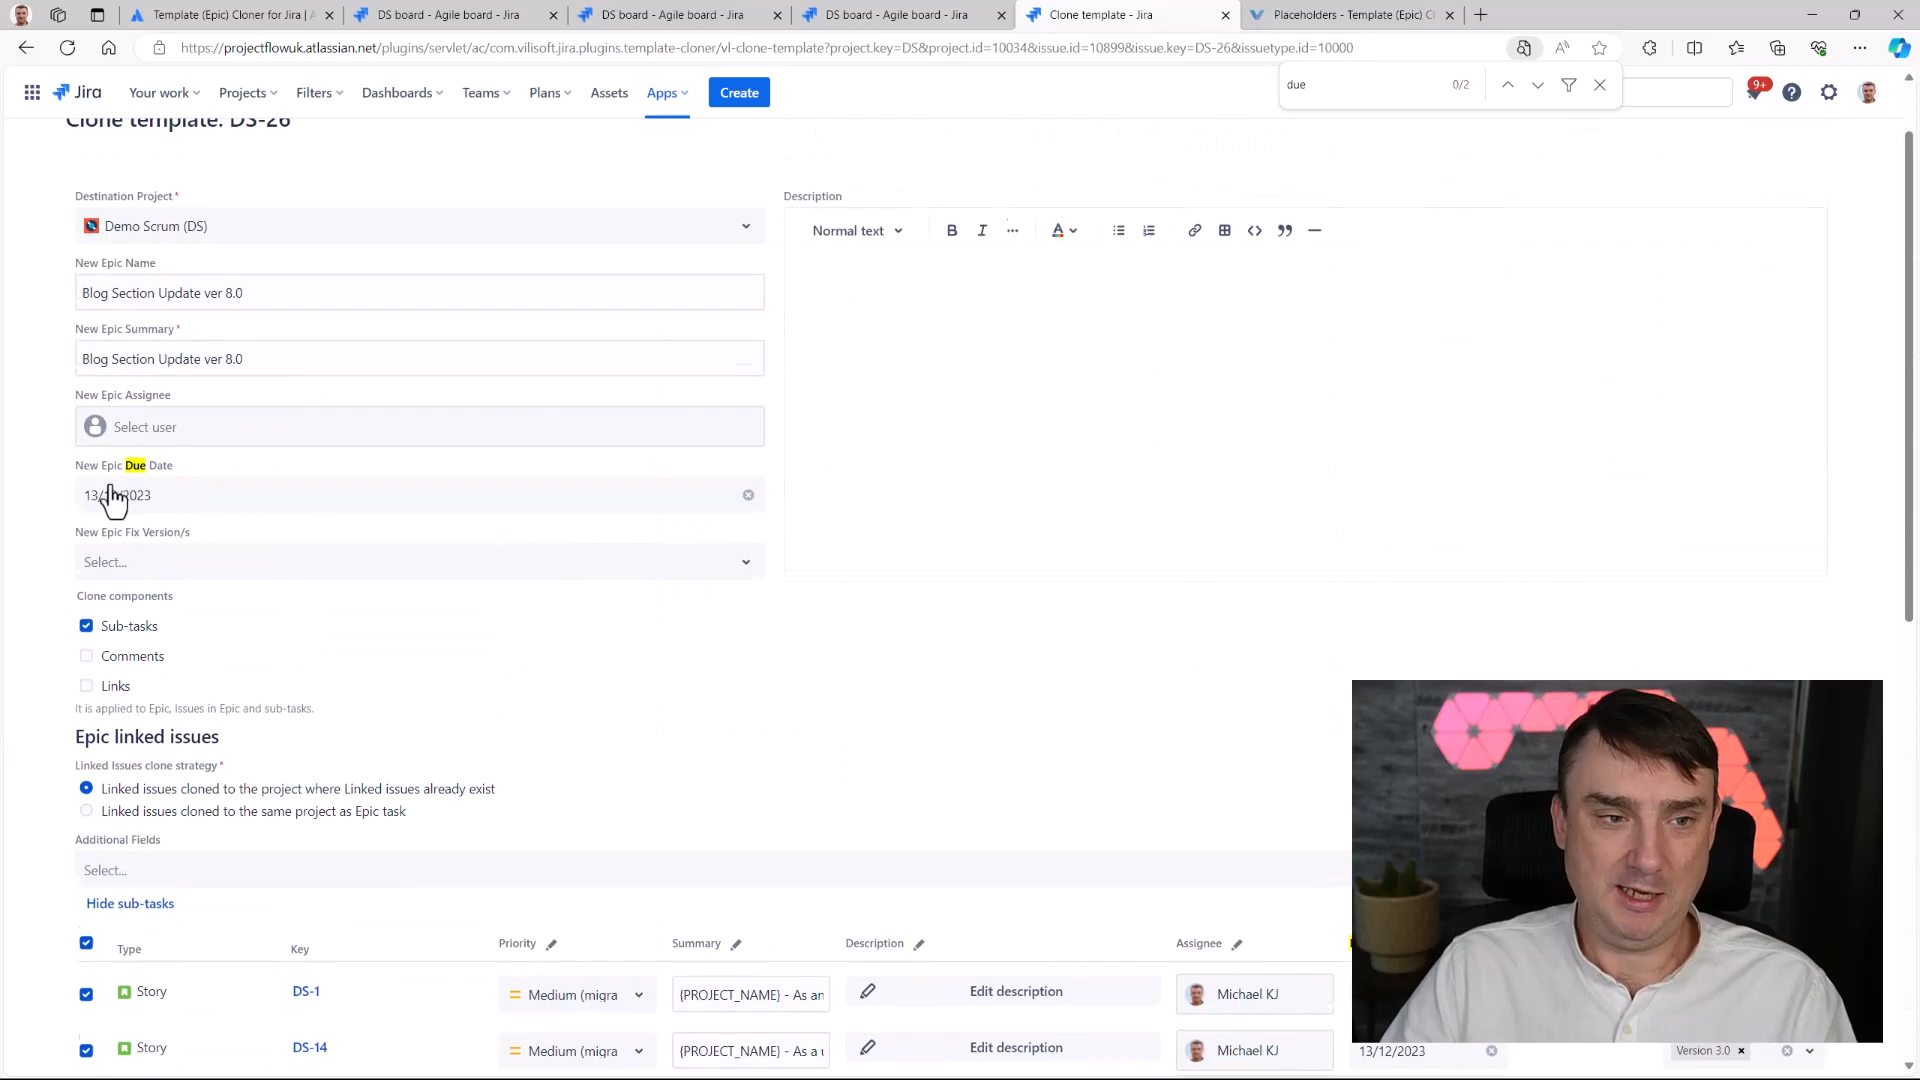 Template (Epic) Cloner for Jira | A
DS board - Agile board - Jira
DS board - Agile board - Jira
DS board - Agile board - Jira
Clone template - Jira
Placeholders - Template (Epic) Cl
https://projectflowuk.atlassian.net/plugins/servlet/ac/com.vilisoft.jira.plugins.template-cloner/vl-clone-template?project.key=DS&project.id=10034&issue.id=10899&issue.key=DS-26&issuetype.id=10000
due
0/2
Jira
Your work
Projects
Filters
Dashboards
Teams
Plans
Assets
Apps
Create
9+
Clone template: DS-26
Destination Project*
Demo Scrum (DS)
New Epic Name
Blog Section Update ver 8.0
New Epic Summary*
Blog Section Update ver 8.0
New Epic Assignee
Select user
New Epic Due Date
2023
New Epic Fix Version/s
Select...
Clone components
Sub-tasks
Comments
Links
It is applied to Epic, Issues in Epic and sub-tasks.
Description
Normal text
Epic linked issues
Linked Issues clone strategy*
Linked issues cloned to the project where Linked issues already exist
Linked issues cloned to the same project as Epic task
Additional Fields
Select...
Hide sub-tasks
Type Key Priority Summary Description Assignee
Story DS-1 Medium (migra {PROJECT_NAME} - As an Edit description Michael KJ
Story DS-14 Medium (migra {PROJECT_NAME} - As a u Edit description Michael KJ 13/12/2023 Version 3.0